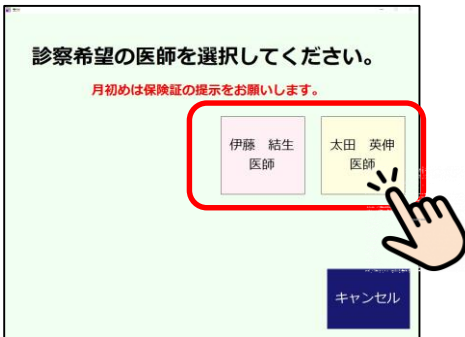 診察希望の医師を選択してください。
月初めは保険証の提示をお願いします。
伊藤 結生
医師
太田 英伸
医師
キャンセル